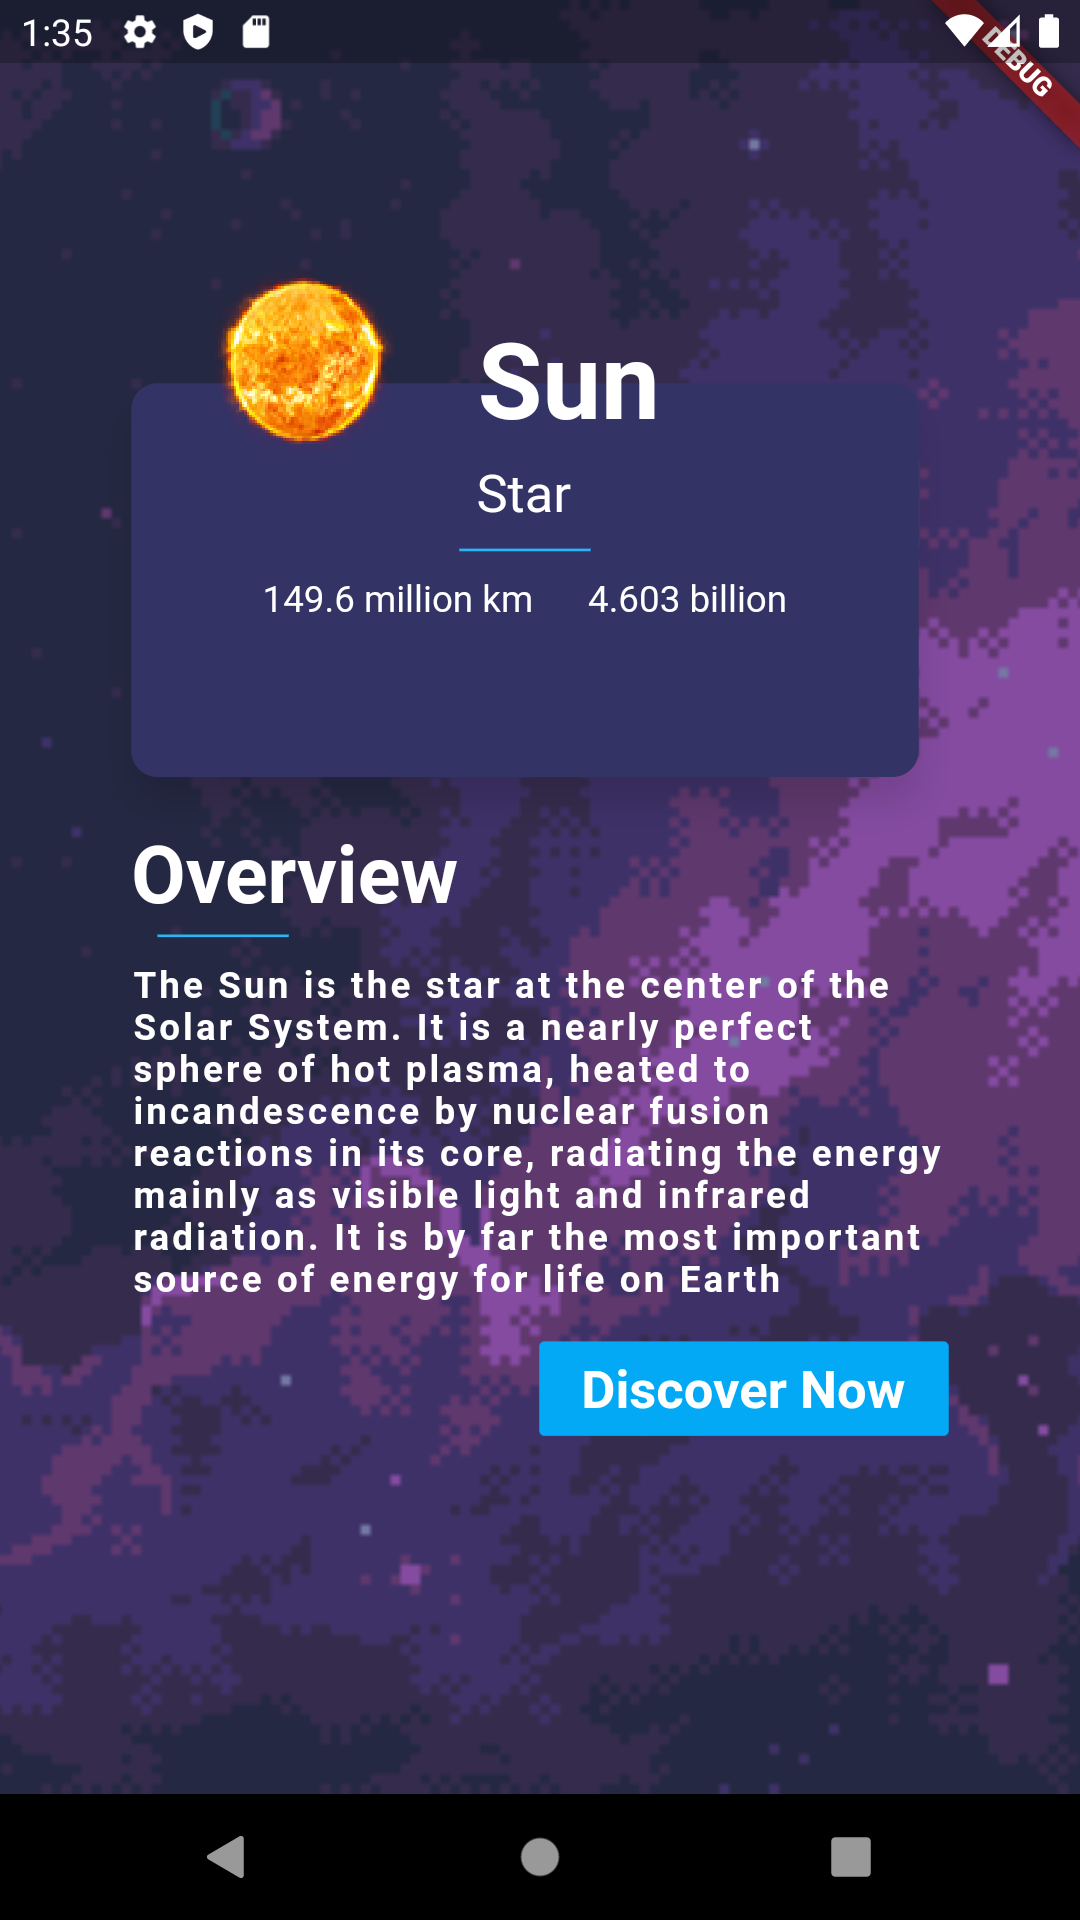 1:35
DEBUG
Sun
Star
149.6 million km 4.603 billion
Overview
The Sun is the star at the center of the
Solar System. It is a nearly perfect
sphere of hot plasma, heated to
incandescence by nuclear fusion
reactions in its core, radiating the energy
mainly as visible light and infrared
radiation. It is by far the most important
source of energy for life on Earth
Discover Now